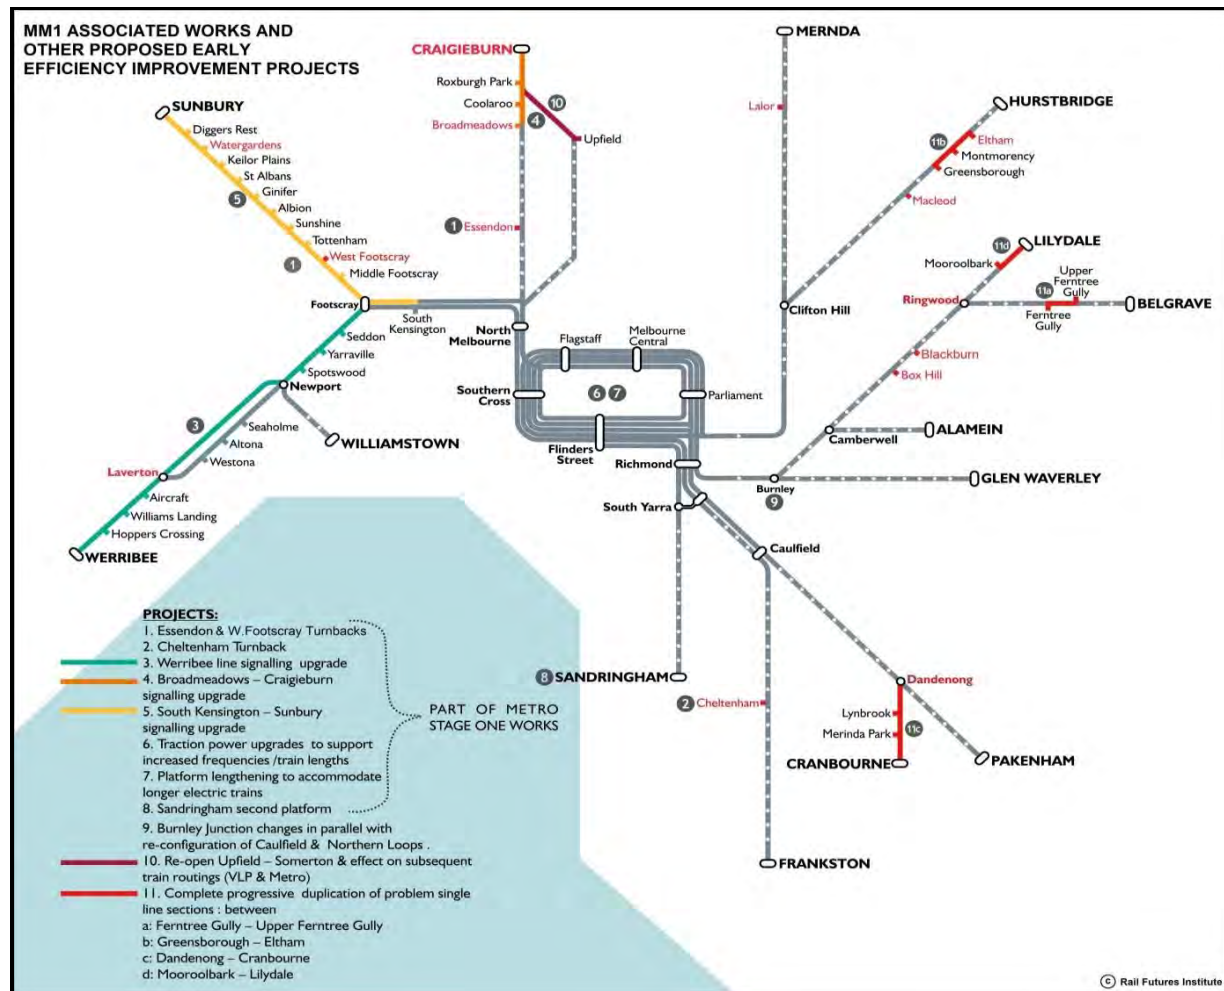 MM1 ASSOCIATED WORKS AND
OTHER PROPOSED EARLY
EFFICIENCY IMPROVEMENT PROJECTS
CRAIGIEBURN
Roxburgh Park
Coolaroo
Broadmeadows
10
4
Upfield
1
Essendon
MERNDA
Lalor
HURSTBRIDGE
11b
Eltham
Montmorency
Greensborough
Macleod
SUNBURY
Diggers Rest
Watergardens
Keilor Plains
St Albans
5
Ginifer
Albion
Sunshine
Tottenham
1
West Footscray
Middle Footscray
Footscray
South
Kensington
North
Melbourne
Flagstaff
Melbourne
Central
Southern
Cross
6
7
Parliament
Flinders
Street
Richmond
South Yarra
Clifton Hill
11d
LILYDALE
Mooroolbark
Ringwood
11a
Upper
Ferntree
Gully
Ferntree
Gully
BELGRAVE
Blackburn
Box Hill
Camberwell
ALAMEIN
Burnley
9
GLEN WAVERLEY
Seddon
Yarraville
Spotswood
Newport
3
Seaholme
Altona
Westona
WILLIAMSTOWN
Laverton
Aircraft
Williams Landing
Hoppers Crossing
WERRIBEE
Caulfield
8
SANDRINGHAM
2
Cheltenham
FRANKSTON
Dandenong
Lynbrook
Merinda Park
11c
CRANBOURNE
PAKENHAM
PROJECTS:
1. Essendon & W.Footscray Turnbacks
2. Cheltenham Turnback
3. Werribee line signalling upgrade
4. Broadmeadows – Craigieburn
signalling upgrade
5. South Kensington – Sunbury
signalling upgrade
6. Traction power upgrades to support
increased frequencies /train lengths
7. Platform lengthening to accommodate
longer electric trains
8. Sandringham second platform
PART OF METRO
STAGE ONE WORKS
9. Burnley Junction changes in parallel with
re-configuration of Caulfield & Northern Loops .
10. Re-open Upfield – Somerton & effect on subsequent
train routings (VLP & Metro)
11. Complete progressive duplication of problem single
line sections : between
a: Ferntree Gully – Upper Ferntree Gully
b: Greensborough – Eltham
c: Dandenong – Cranbourne
d: Mooroolbark – Lilydale
© Rail Futures Institute